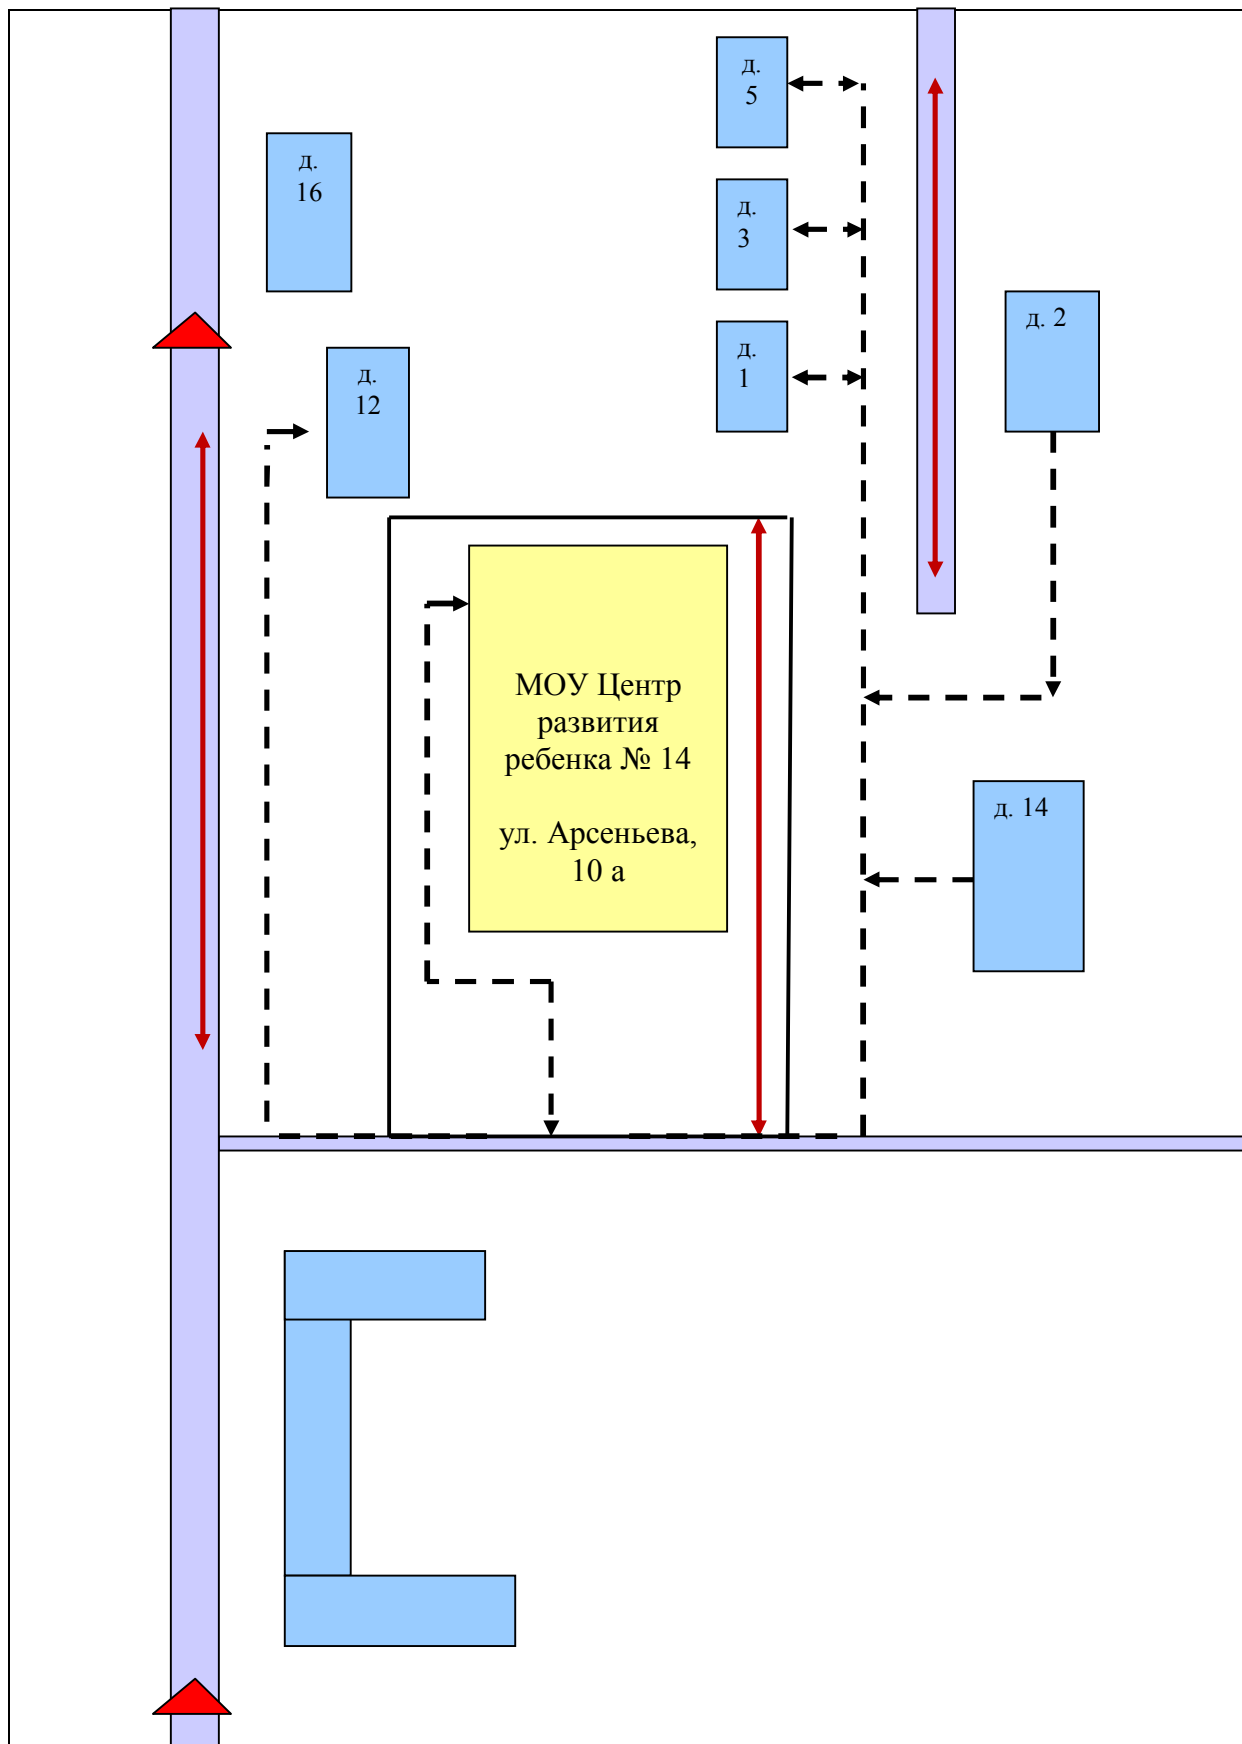 д.
5
д.
16
д.
3
д. 2
д.
1
д.
12
МОУ Центр
развития
ребенка № 14
ул. Арсеньева,
10 а
д. 14